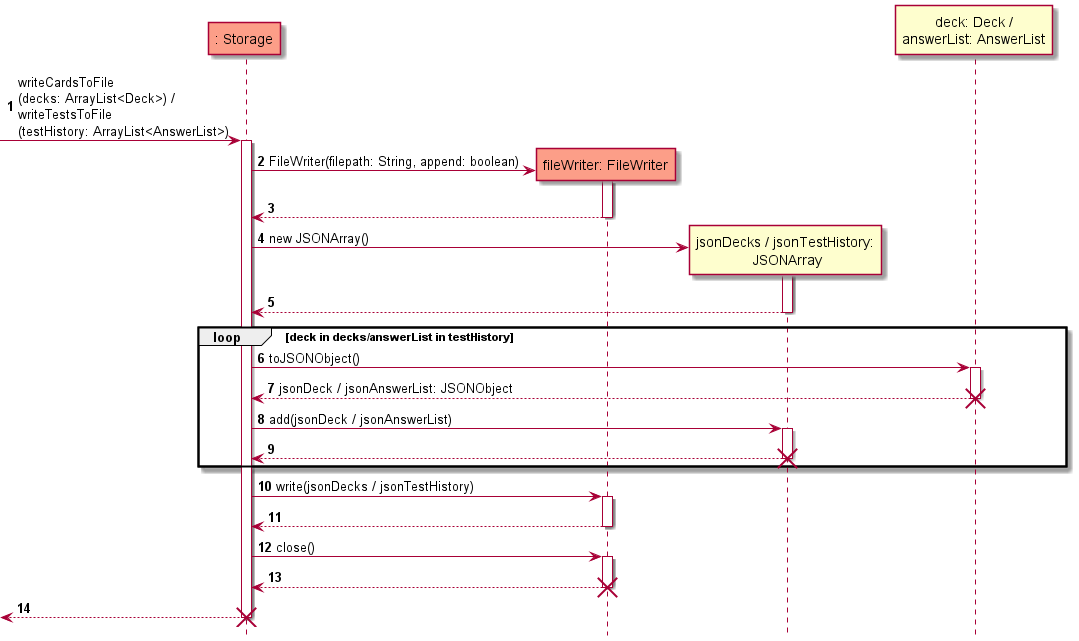 deck: Deck /
answerList: AnswerList
: Storage
writeCardsToFile
(decks: ArrayList<Deck>) /
1
writeTestsToFile
(testHistory: ArrayList<AnswerList>)
2 FileWriter(filepath: String, append: boolean)
fileWriter: FileWriter
3
4 new JSONArray()
jsonDecks / jsonTestHistory:
JSONArray
5
loop [deck in decks/answerList in testHistory]
6 toJSONObject()
7 jsonDeck / jsonAnswerList: JSONObject
8 add(jsonDeck / jsonAnswerList)
9
10 write(jsonDecks / jsonTestHistory)
11
12 close()
13
14